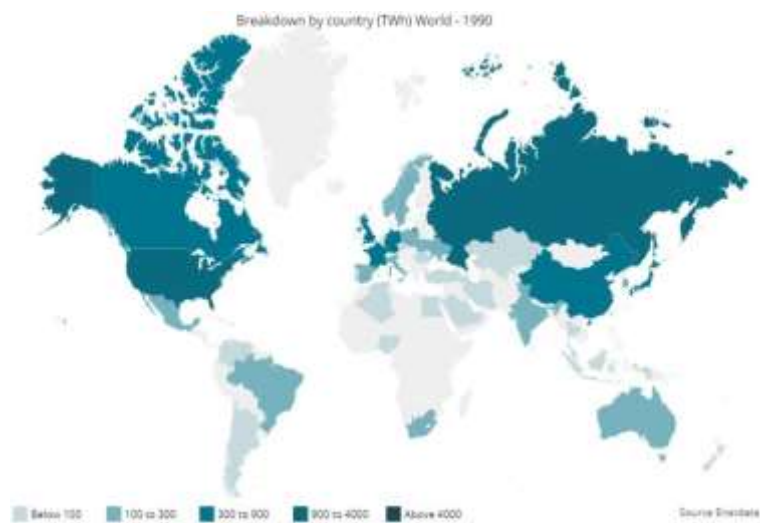 Breakdown by country (TWh) World - 1990
Below 100
100 to 300
300 to 900
900 to 4000
Above 4000
Source Enerdata